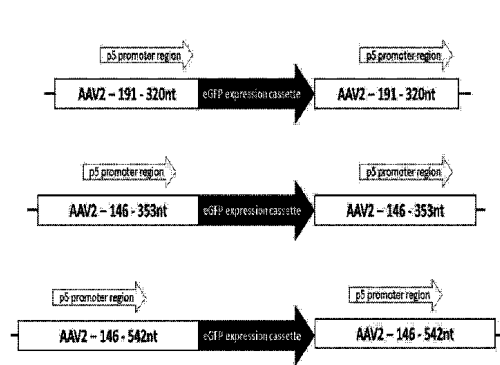 p5 promoter region p5 promoter region
AAV2 – 191 - 320nt eGFP expression cassette AAV2 – 191 - 320nt
p5 promoter region p5 promoter region
AAV2 – 146 - 353nt eGFP expression cassette AAV2 – 146 - 353nt
p5 promoter region p5 promoter region
AAV2 – 146 - 542nt eGFP expression cassette AAV2 – 146 - 542nt